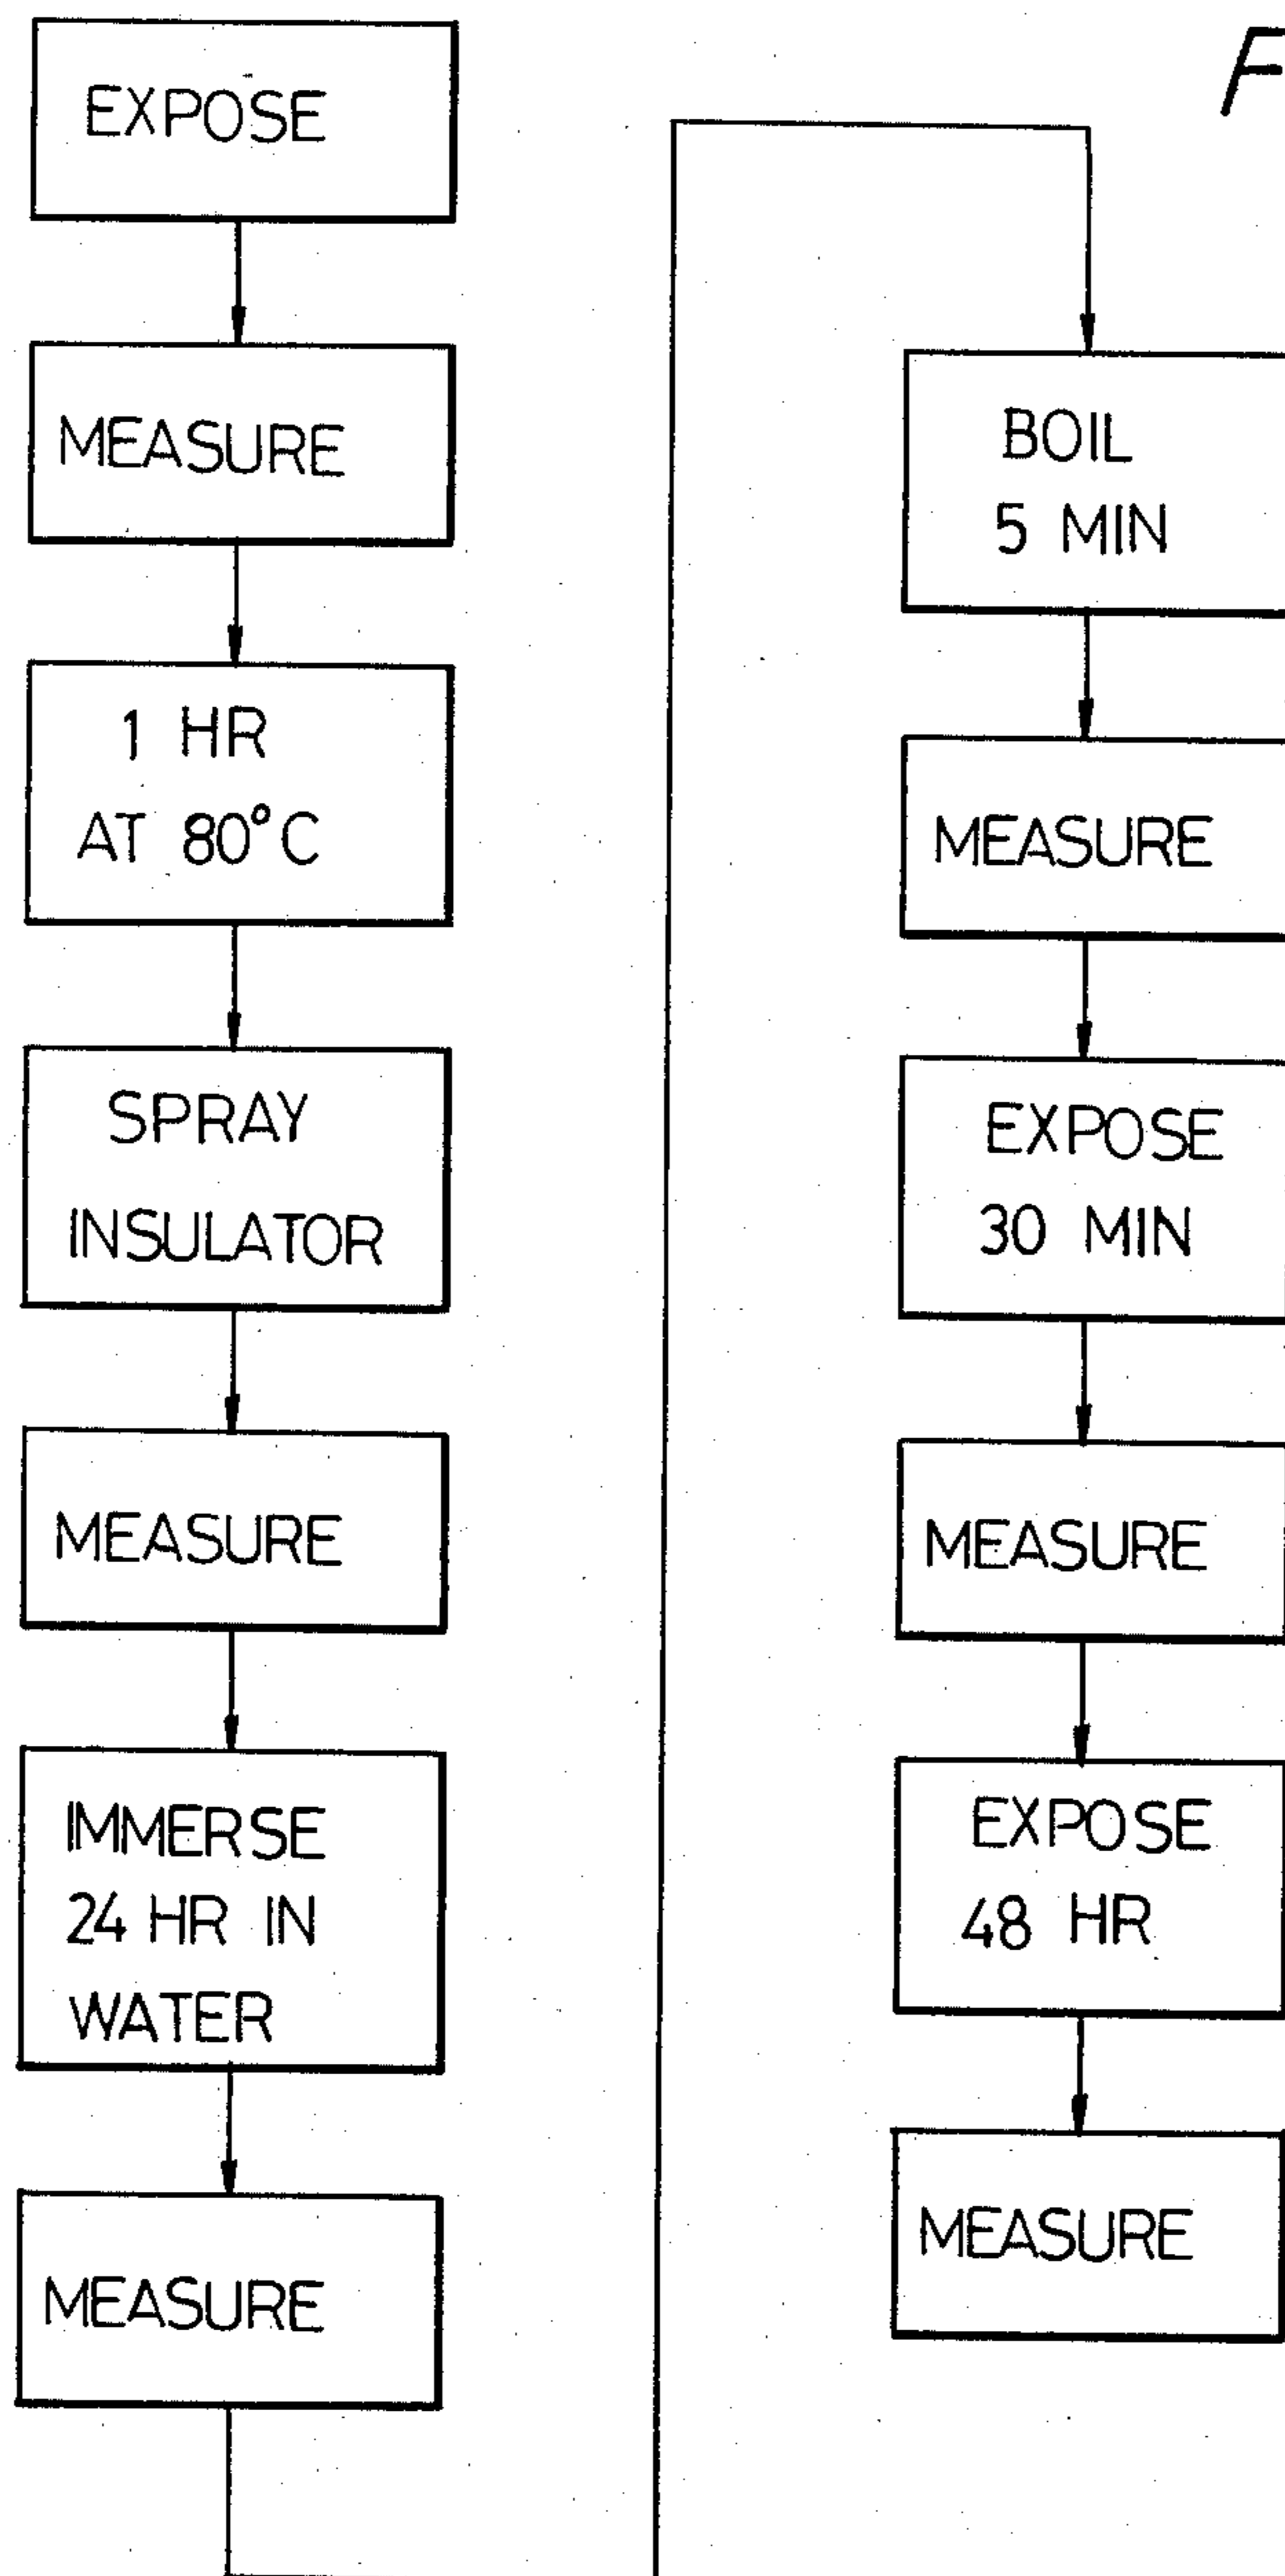 EXPOSE
MEASURE
1 HR
AT 80°C
SPRAY
INSULATOR
MEASURE
IMMERSE
24 HR IN
WATER
MEASURE
F
BOIL
5 MIN
MEASURE
EXPOSE
30 MIN
MEASURE
EXPOSE
48 HR
MEASURE